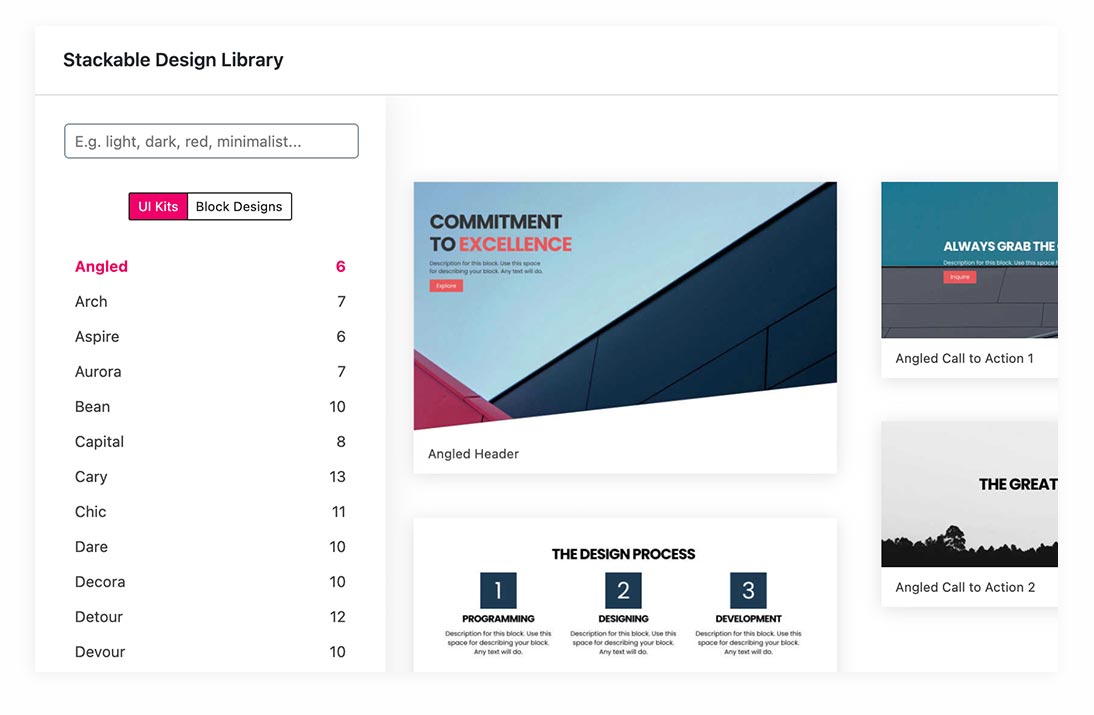 Stackable Design Library
E.g. light, dark, red, minimalist...
UI Kits Block Designs
Angled 6
Arch 7
Aspire 6
Aurora 7
Bean 10
Capital 8
Cary 13
Chic 11
Dare 10
Decora 10
Detour 12
Devour 10
COMMITMENT
TO EXCELLENCE
Description for this block. Use this space
for describing your block. Any text will do.
Explore
Angled Header
THE DESIGN PROCESS
1
PROGRAMMING
Description for this block. Use this
space for describing your block.
Any text will do.
2
DESIGNING
Description for this block. Use this
space for describing your block.
Any text will do.
3
DEVELOPMENT
Description for this block. Use this
space for describing your block.
Any text will do.
ALWAYS GRAB THE
Description for this block. Use this space
Inquire
Angled Call to Action 1
THE GREAT
Angled Call to Action 2